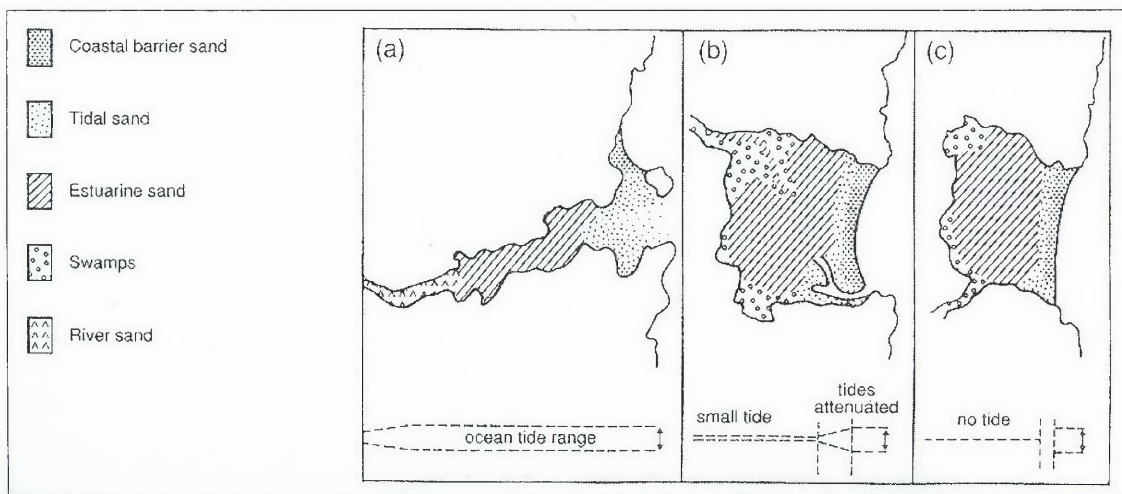 Coastal barrier sand
Tidal sand
Estuarine sand
Swamps
River sand
(a)
ocean tide range
(b)
small tide
tides
attenuated
(c)
no tide